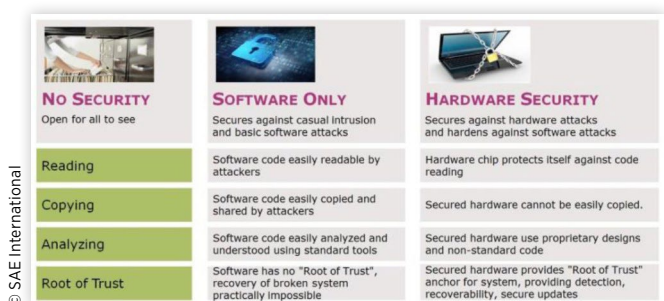 NO SECURITY
Open for all to see
SOFTWARE ONLY
Secures against casual intrusion
and basic software attacks
HARDWARE SECURITY
Secures against hardware attacks
and hardens against software attacks
Reading
Software code easily readable by
attackers
Hardware chip protects itself against code
reading
Copying
Software code easily copied and
shared by attackers
Secured hardware cannot be easily copied.
Analyzing
Software code easily analyzed and
understood using standard tools
Secured hardware use proprietary designs
and non-standard code
Root of Trust
Software has no "Root of Trust",
recovery of broken system
practically impossible
Secured hardware provides "Root of Trust"
anchor for system, providing detection,
recoverability, secure updates
© SAE International